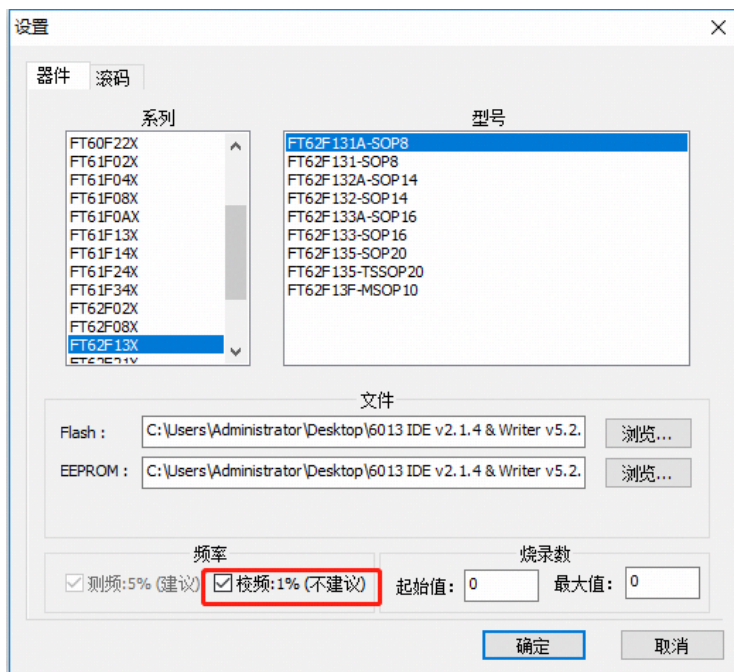 设置
器件 滚码
系列
型号
FT60F22X
FT61F02X
FT61F04X
FT61F08X
FT61F0AX
FT61F13X
FT61F14X
FT61F24X
FT61F34X
FT62F02X
FT62F08X
FT62F13X
FT62F21X
FT62F131A-SOP8
FT62F131-SOP8
FT62F132A-SOP14
FT62F132-SOP14
FT62F133A-SOP16
FT62F133-SOP16
FT62F135-SOP20
FT62F135-TSSOP20
FT62F13F-MSOP10
文件
Flash : C:\Users\Administrator\Desktop\6013 IDE v2.1.4 & Writer v5.2. 浏览...
EEPROM : C:\Users\Administrator\Desktop\6013 IDE v2.1.4 & Writer v5.2. 浏览...
频率
测频:5% (建议) 校频:1% (不建议)
烧录数
起始值: 0 最大值: 0
确定 取消